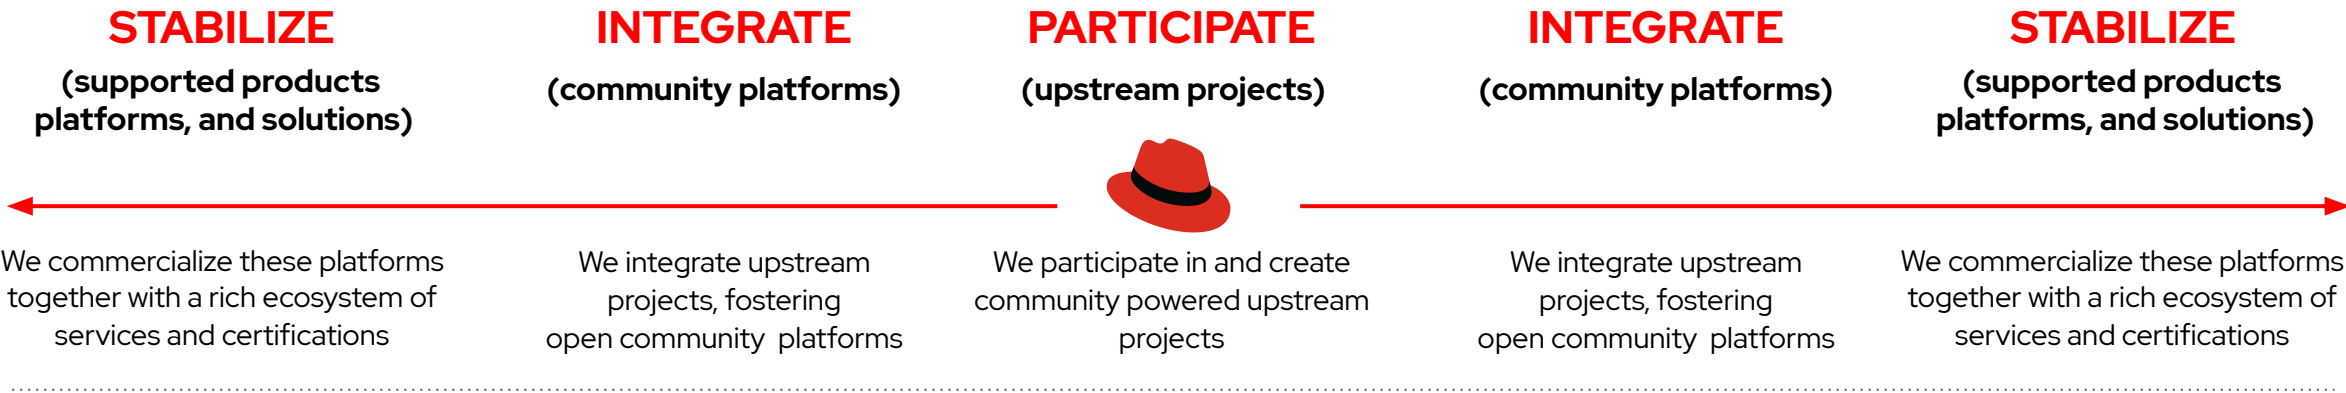 STABILIZE
(supported products
platforms, and solutions)
We commercialize these platforms
together with a rich ecosystem of
services and certifications
INTEGRATE
(community platforms)
We integrate upstream
projects, fostering
open community platforms
PARTICIPATE
(upstream projects)
We participate in and create
community powered upstream
projects
INTEGRATE
(community platforms)
We integrate upstream
projects, fostering
open community platforms
STABILIZE
(supported products
platforms, and solutions)
We commercialize these platforms
together with a rich ecosystem of
services and certifications